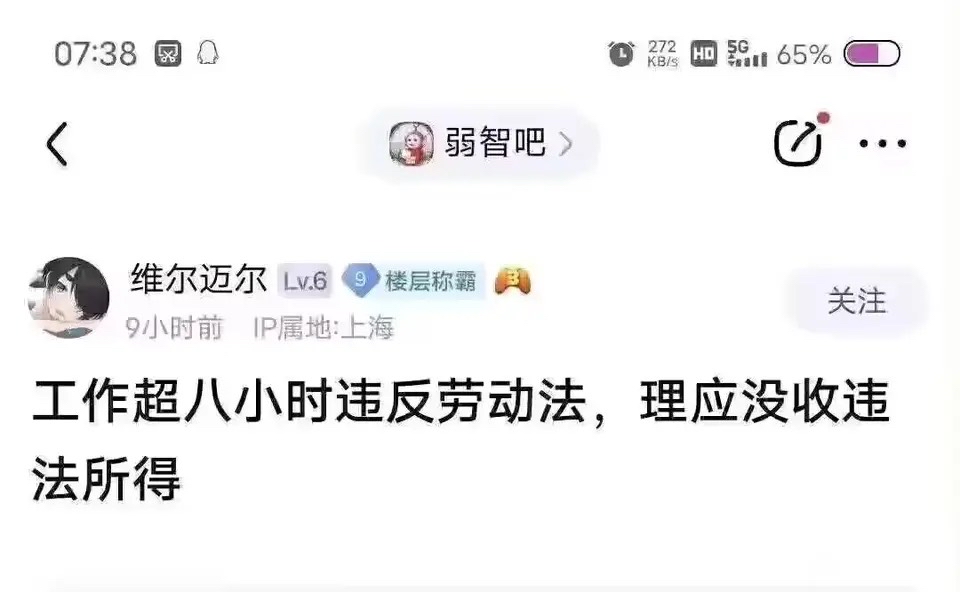 07:38 272 KB/s HD 5G 65%
弱智吧
维尔迈尔 Lv.6 9 楼层称霸 3
9小时前 IP属地:上海
关注
工作超八小时违反劳动法，理应没收违
法所得